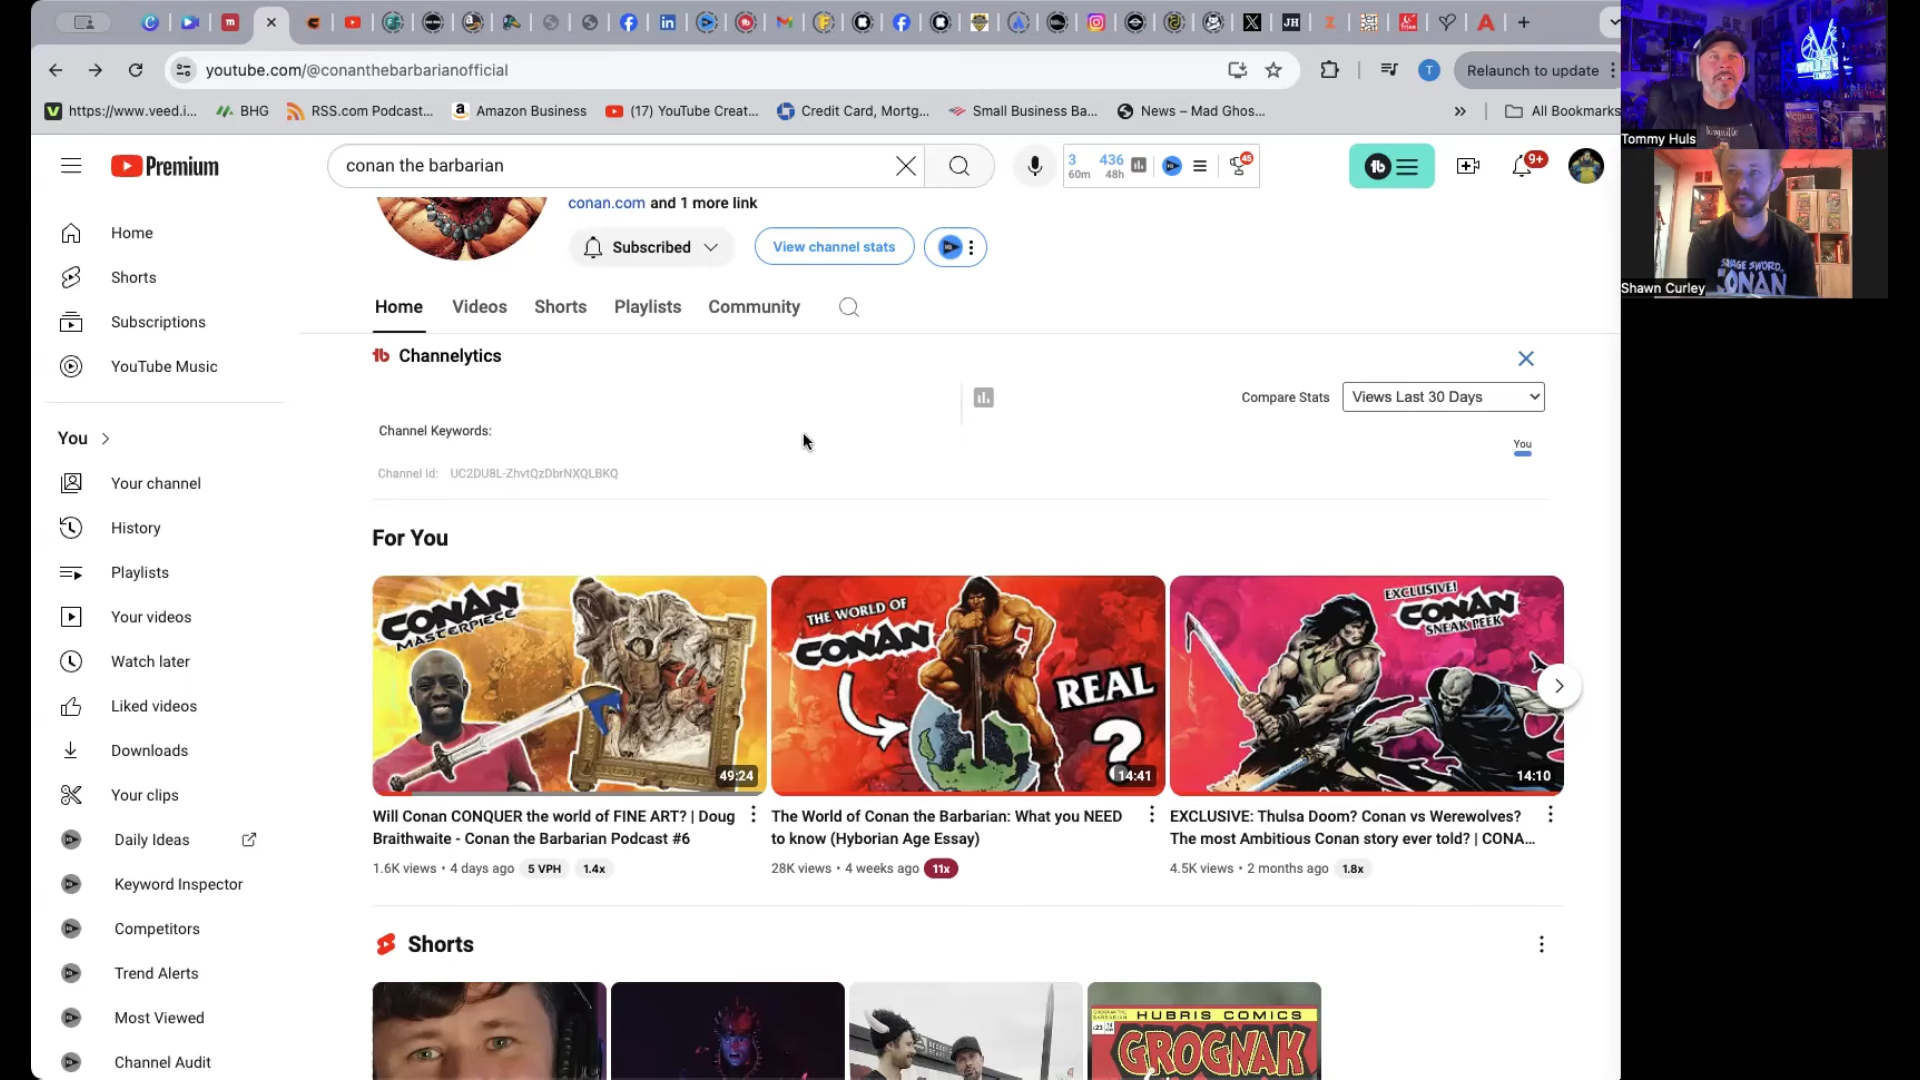 youtube.com/@conanthebarbarianofficial
Relaunch to update
https://www.veed.i...
BHG
RSS.com Podcast...
Amazon Business
(17) YouTube Creat...
Credit Card, Mortg...
Small Business Ba...
News – Mad Ghos...
All Bookmarks
Tommy Huls
Shawn Curley
SAVAGE SWORD
CONAN
Premium
conan the barbarian
3
60m
436
48h
45
9+
conan.com and 1 more link
Subscribed
View channel stats
Home
Videos
Shorts
Playlists
Community
Channelytics
Compare Stats
Views Last 30 Days
Channel Keywords:
You
Channel Id: UC2DU8L-ZhvtQzDbrNXQLBKQ
Home
Shorts
Subscriptions
YouTube Music
You
Your channel
History
Playlists
Your videos
Watch later
Liked videos
Downloads
Your clips
Daily Ideas
Keyword Inspector
Competitors
Trend Alerts
Most Viewed
Channel Audit
For You
CONAN
MASTERPIECE
49:24
THE WORLD OF
CONAN
REAL
?
14:41
EXCLUSIVE!
CONAN
SNEAK PEEK
14:10
Will Conan CONQUER the world of FINE ART? | Doug
Braithwaite - Conan the Barbarian Podcast #6
1.6K views • 4 days ago 5 VPH 1.4x
The World of Conan the Barbarian: What you NEED
to know (Hyborian Age Essay)
28K views • 4 weeks ago 11x
EXCLUSIVE: Thulsa Doom? Conan vs Werewolves?
The most Ambitious Conan story ever told? | CONA...
4.5K views • 2 months ago 1.8x
Shorts
HUBRIS COMICS
GROGNAK